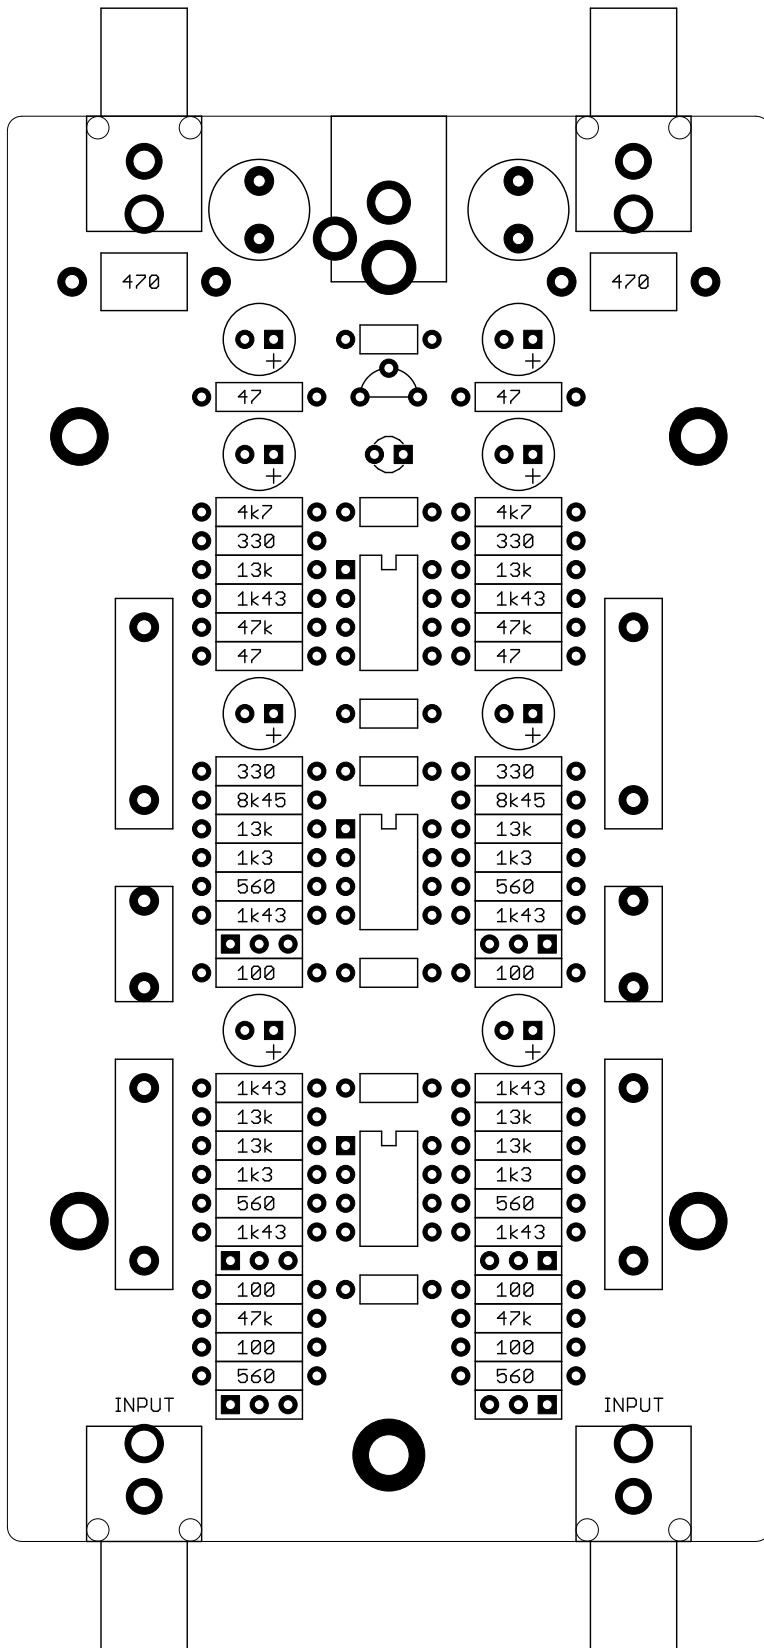 470 470
+ +
47 47
+ +
4k7 4k7
330 330
13k 13k
1k43 1k43
47k 47k
47 47
+ +
330 330
8k45 8k45
13k 13k
1k3 1k3
560 560
1k43 1k43
100 100
+ +
1k43 1k43
13k 13k
13k 13k
1k3 1k3
560 560
1k43 1k43
100 100
47k 47k
100 100
560 560
INPUT INPUT